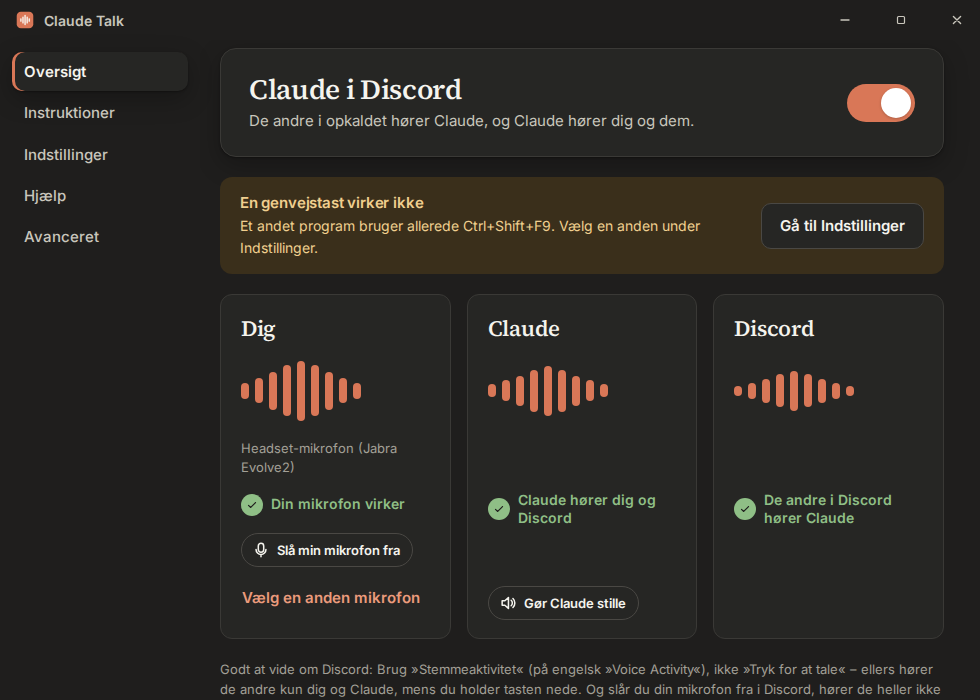 Claude Talk
Oversigt
Instruktioner
Indstillinger
Hjælp
Avanceret
Claude i Discord
De andre i opkaldet hører Claude, og Claude hører dig og dem.
En genvejstast virker ikke
Et andet program bruger allerede Ctrl+Shift+F9. Vælg en anden under
Indstillinger.
Gå til Indstillinger
Dig
Headset-mikrofon (Jabra
Evolve2)
Din mikrofon virker
Slå min mikrofon fra
Vælg en anden mikrofon
Claude
Claude hører dig og
Discord
Gør Claude stille
Discord
De andre i Discord
hører Claude
Godt at vide om Discord: Brug »Stemmeaktivitet« (på engelsk »Voice Activity«), ikke »Tryk for at tale« – ellers hører
de andre kun dig og Claude, mens du holder tasten nede. Og slår du din mikrofon fra i Discord, hører de heller ikke